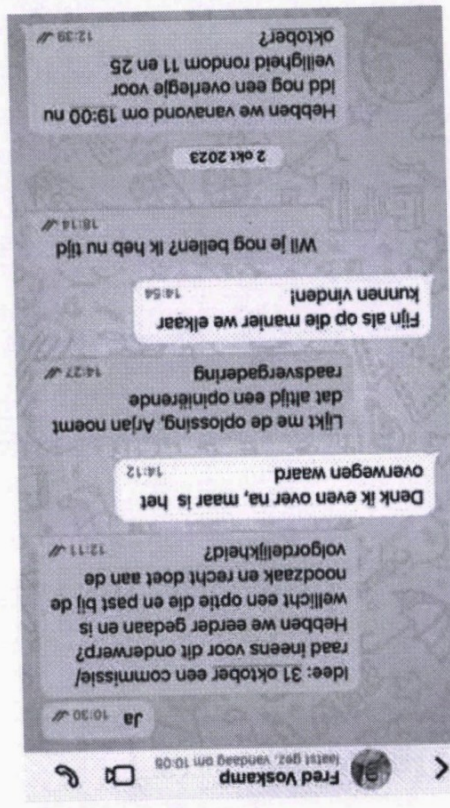 Fred Voskamp
laatst gez. vandaag om 10:05
Ja 10:30
Idee: 31 oktober een commissie/
raad ineens voor dit onderwerp?
Hebben we eerder gedaan en is
wellicht een optie die en past bij de
noodzaak en recht doet aan de
volgordelijkheid? 12:11
Denk ik even over na, maar is het
overwegen waard 14:12
Lijkt me de oplossing, Arjan noemt
dat altijd een opiniërende
raadsvergadering 14:27
Fijn als op die manier we elkaar
kunnen vinden! 14:54
Wil je nog bellen? Ik heb nu tijd
18:14
2 okt 2023
Hebben we vanavond om 19:00 nu
idd nog een overlegje voor
veiligheid rondom 11 en 25
oktober? 12:39